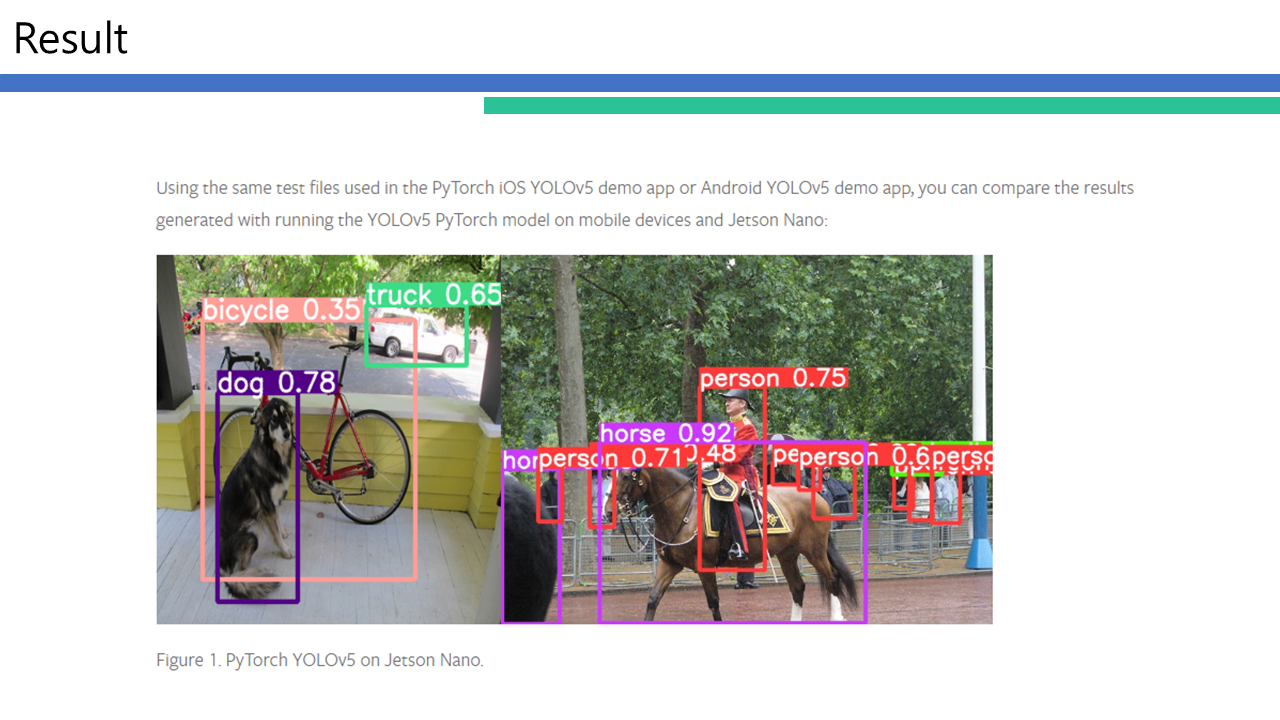 Result
Using the same test files used in the PyTorch iOS YOLOv5 demo app or Android YOLOv5 demo app, you can compare the results
generated with running the YOLOv5 PyTorch model on mobile devices and Jetson Nano:
truck 0.65
bicycle 0.35
dog 0.78
person 0.75
horse 0.92
hor
person 0.71
0.48
pe
person 0.6
perso
Figure 1. PyTorch YOLOv5 on Jetson Nano.